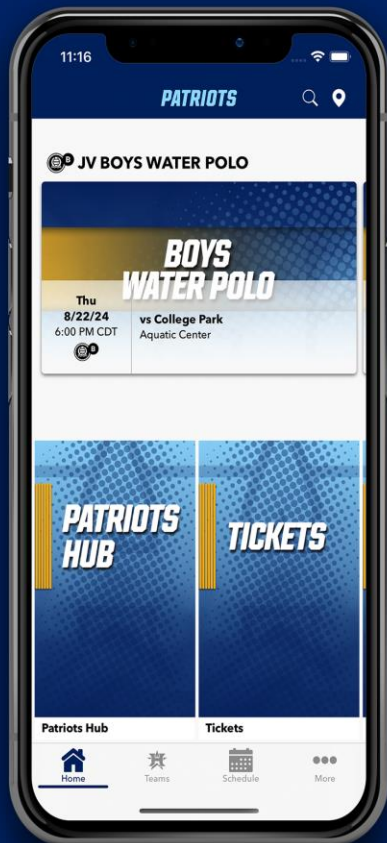 11:16
PATRIOTS
B JV BOYS WATER POLO
BOYS
WATER POLO
Thu
8/22/24
6:00 PM CDT
B
vs College Park
Aquatic Center
PATRIOTS
HUB
TICKETS
Patriots Hub
Tickets
Home
Teams
Schedule
More